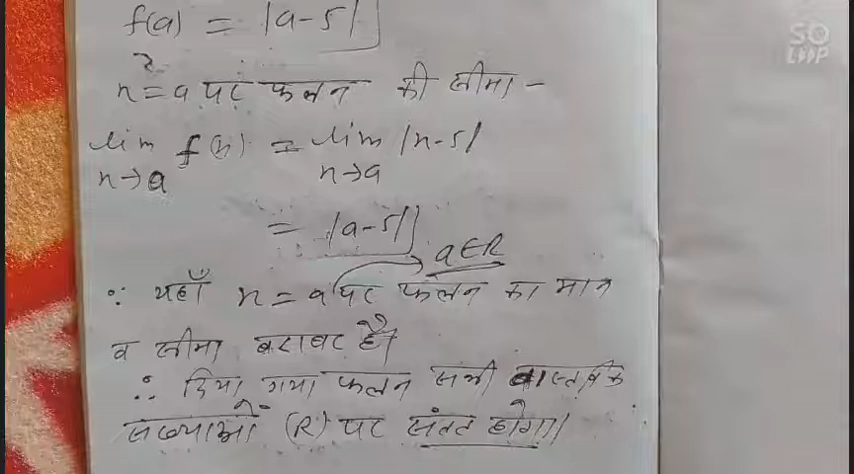 f(a) = |a-5|
x = a पर फलन की सीमा -
lim f(x) = lim |x-5|
x→a x→a
= |a-5|
a∈R
∵ यहाँ x = a पर फलन का मान
व सीमा बराबर है।
∴ दिया गया फलन सभी वास्तविक
संख्याओं (R) पर संतत होगा।
SO
LOOP